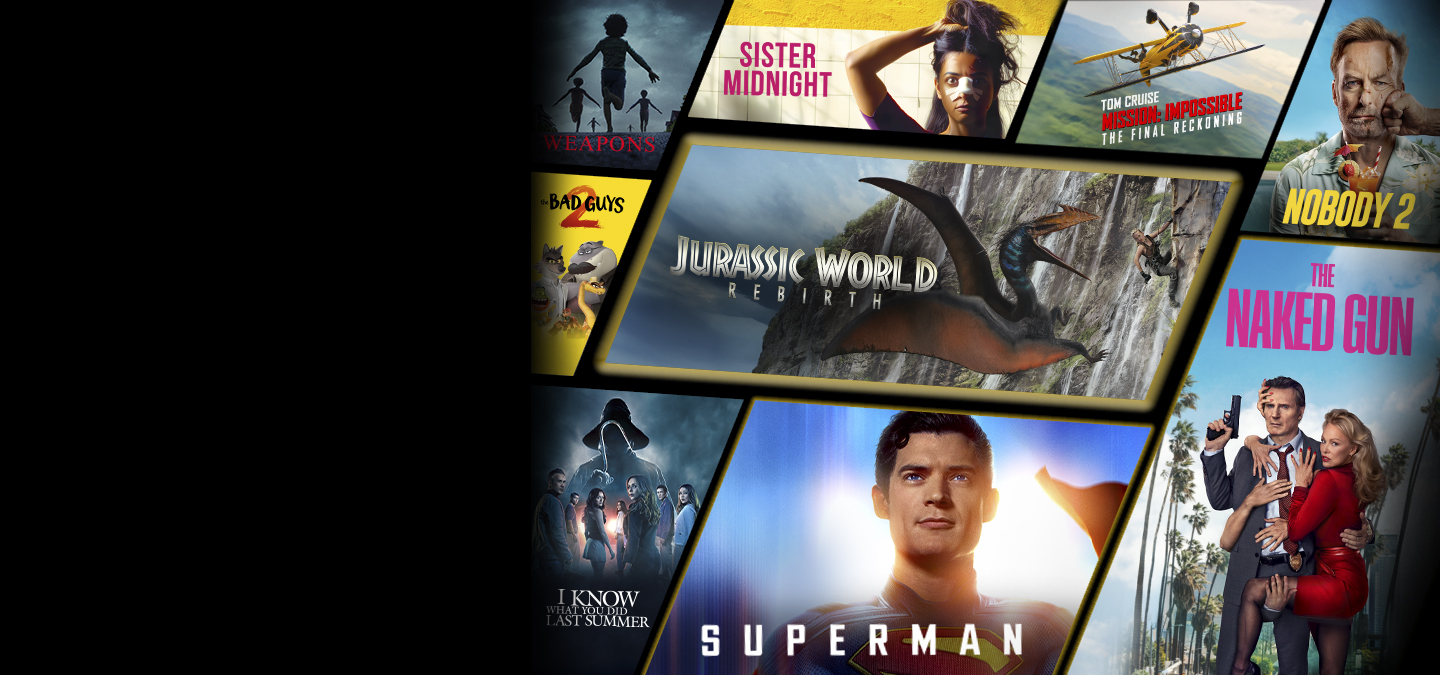 WEAPONS
SISTER
MIDNIGHT
TOM CRUISE
MISSION: IMPOSSIBLE
THE FINAL RECKONING
NOBODY 2
the BAD GUYS
2
JURASSIC WORLD
REBIRTH
THE
NAKED GUN
I KNOW
WHAT YOU DID
LAST SUMMER
SUPERMAN